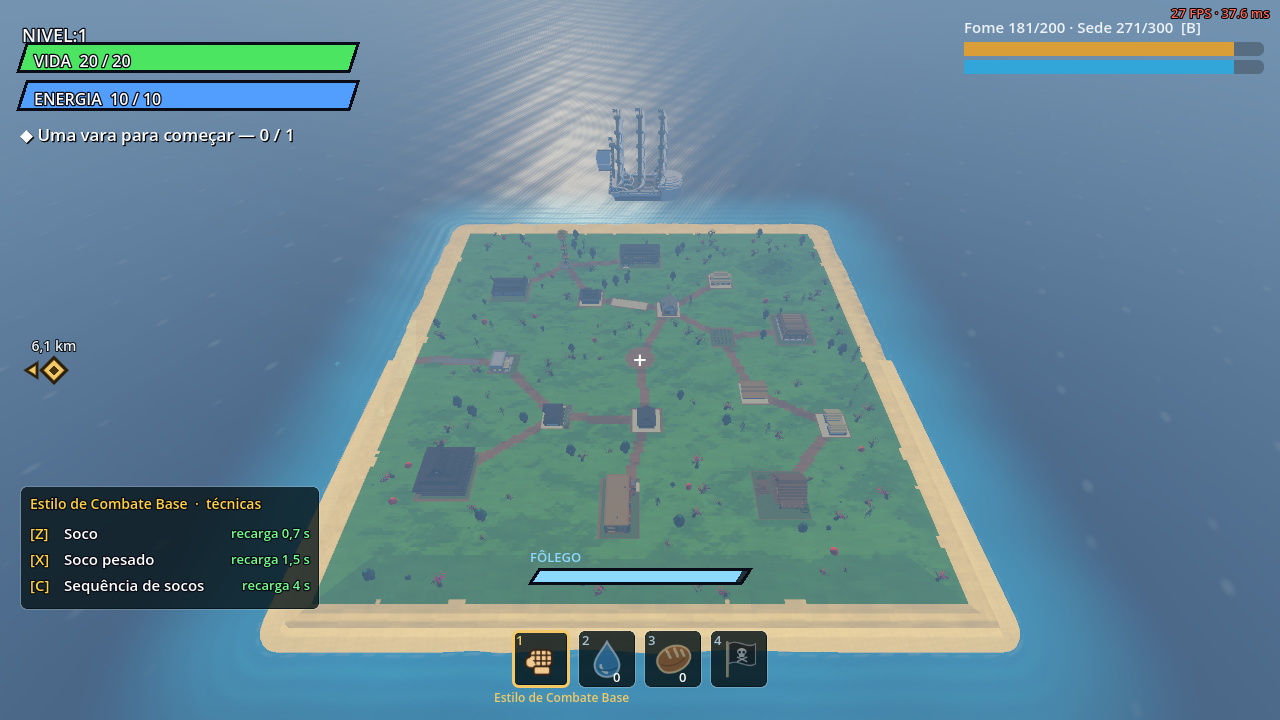 27 FPS · 37.6 ms
NIVEL:1
Fome 181/200 · Sede 271/300 [B]
VIDA 20 / 20
ENERGIA 10 / 10
◆ Uma vara para começar — 0 / 1
6,1 km
Estilo de Combate Base · técnicas
[Z] Soco recarga 0,7 s
[X] Soco pesado recarga 1,5 s
[C] Sequência de socos recarga 4 s
FÔLEGO
1
2
0
3
0
4
Estilo de Combate Base